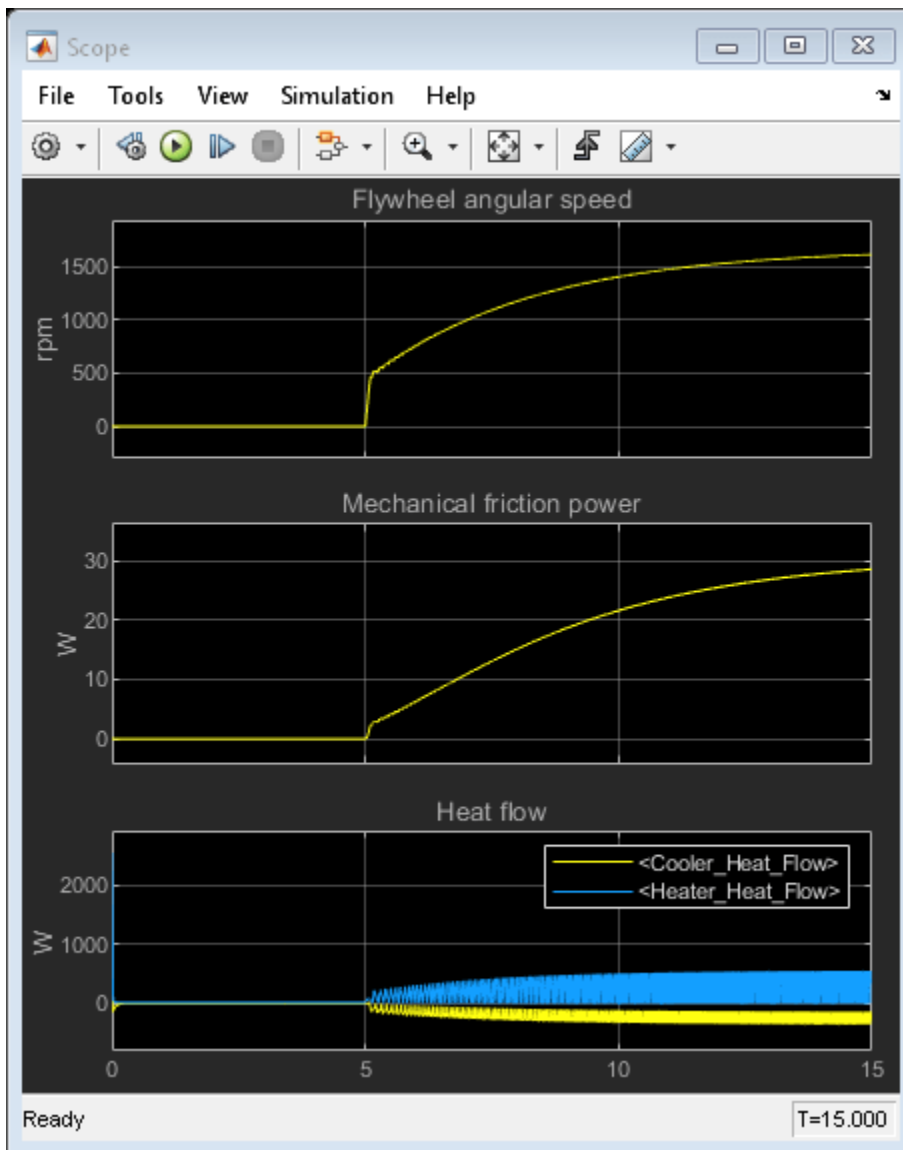 Scope
File Tools View Simulation Help
Flywheel angular speed
1500
1000
500
0
rpm
Mechanical friction power
30
20
10
0
W
Heat flow
<Cooler_Heat_Flow>
<Heater_Heat_Flow>
2000
1000
0
W
0 5 10 15
Ready T=15.000